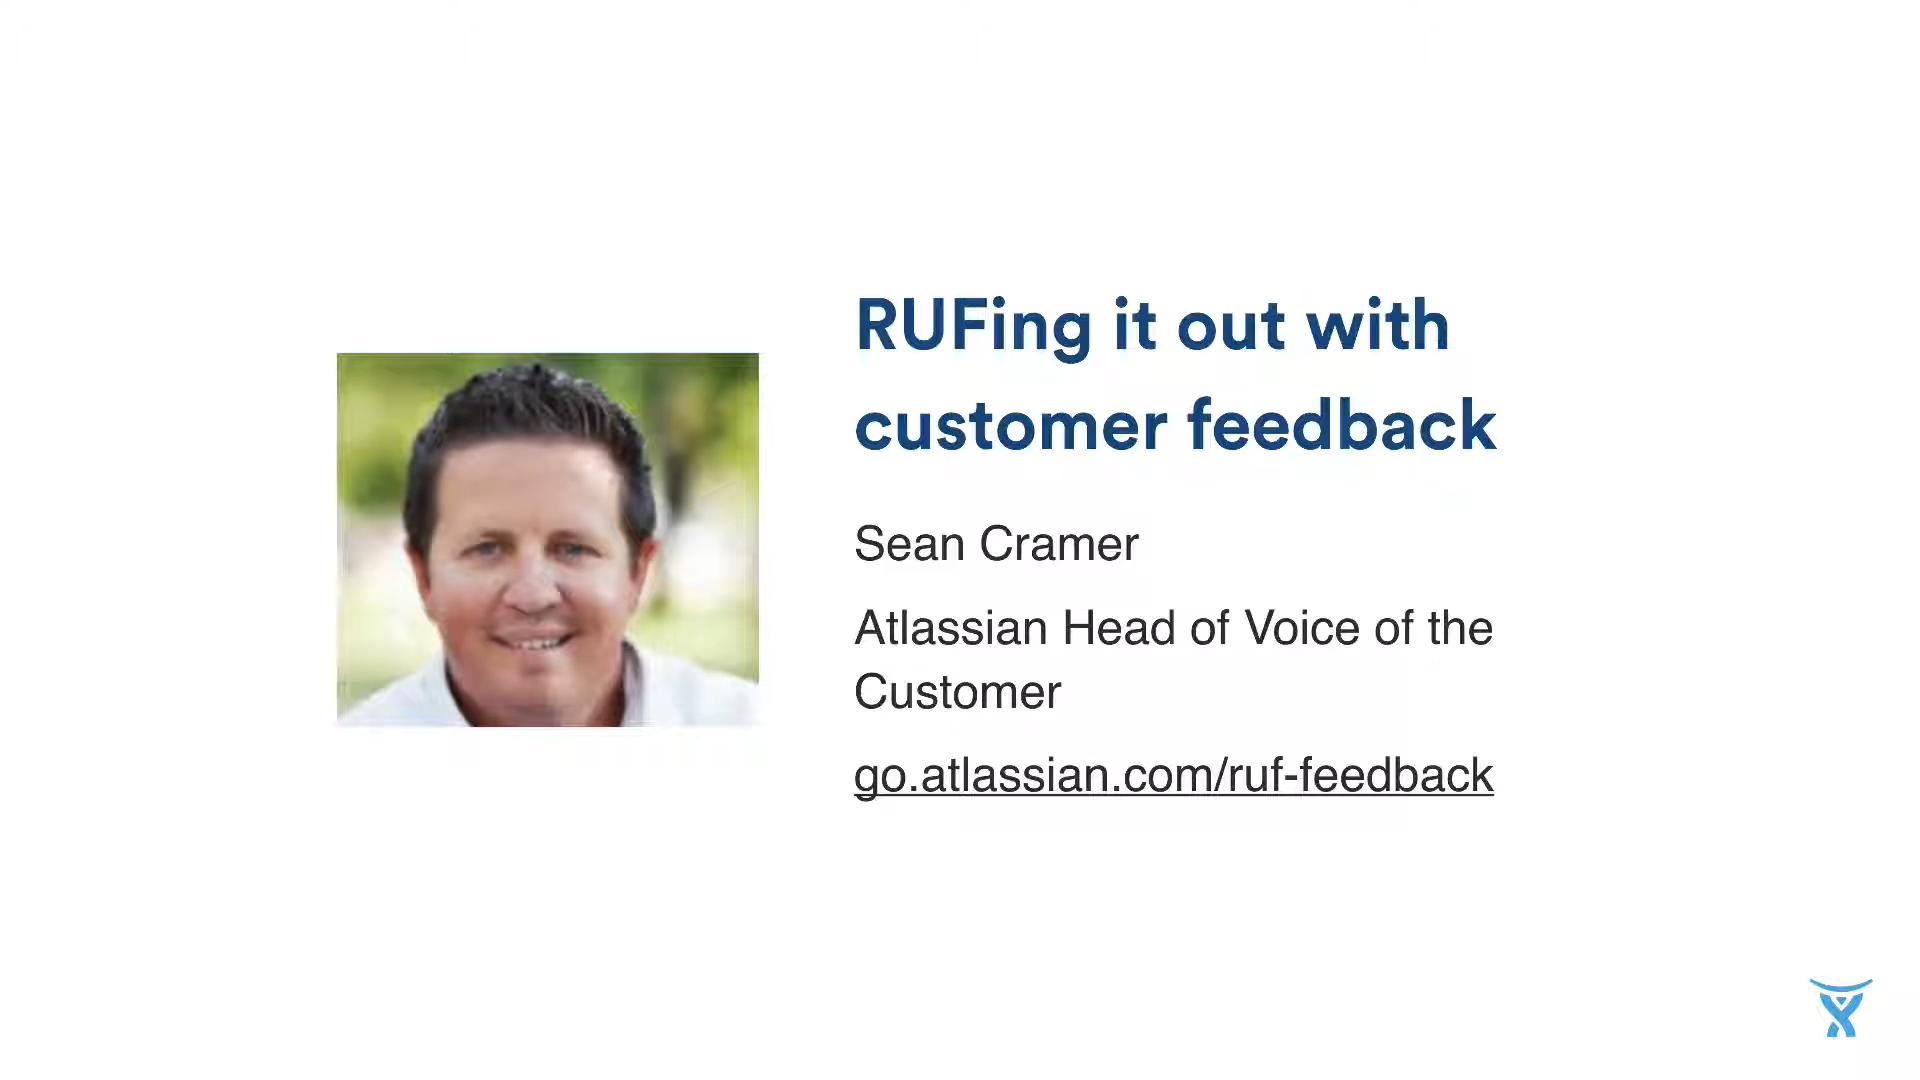 RUFing it out with
customer feedback
Sean Cramer
Atlassian Head of Voice of the
Customer
go.atlassian.com/ruf-feedback